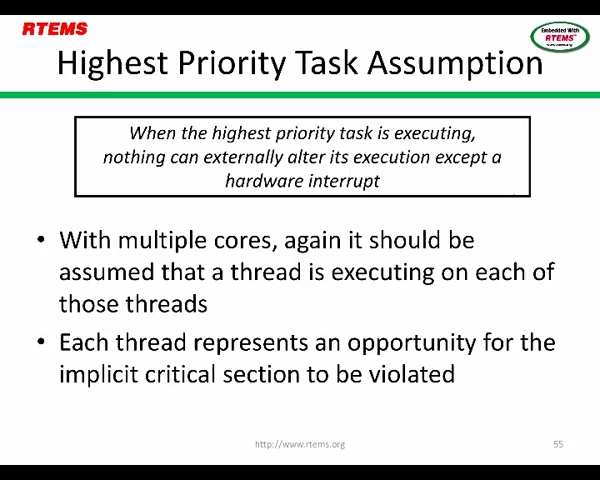 RTEMS
Embedded With
RTEMS
Highest Priority Task Assumption
When the highest priority task is executing,
nothing can externally alter its execution except a
hardware interrupt
• With multiple cores, again it should be
assumed that a thread is executing on each of
those threads
• Each thread represents an opportunity for the
implicit critical section to be violated
http://www.rtems.org
55